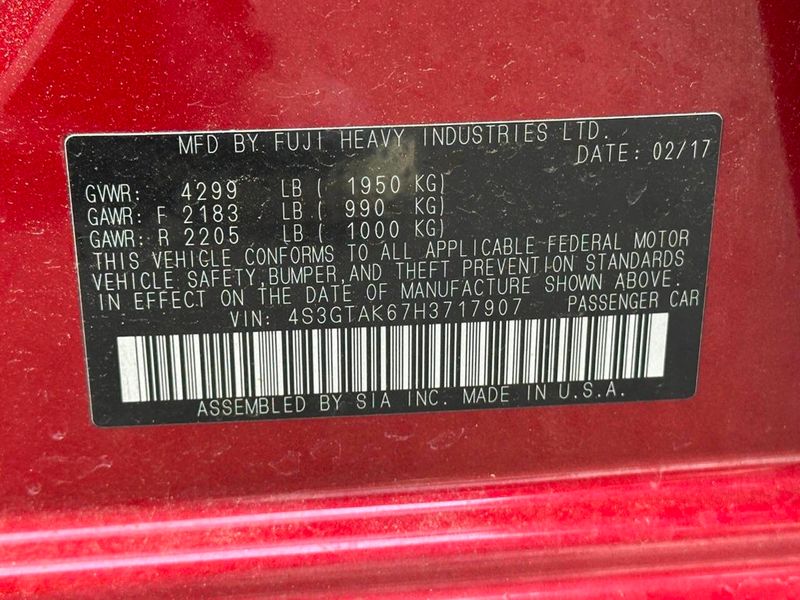 MFD BY FUJI HEAVY INDUSTRIES LTD.
DATE: 02/17
GVWR: 4299 LB ( 1950 KG)
GAWR: F 2183 LB ( 990 KG)
GAWR: R 2205 LB ( 1000 KG)
THIS VEHICLE CONFORMS TO ALL APPLICABLE FEDERAL MOTOR
VEHICLE SAFETY, BUMPER, AND THEFT PREVENTION STANDARDS
IN EFFECT ON THE DATE OF MANUFACTURE SHOWN ABOVE.
VIN: 4S3GTAK67H3717907 PASSENGER CAR
ASSEMBLED BY SIA INC. MADE IN U.S.A.